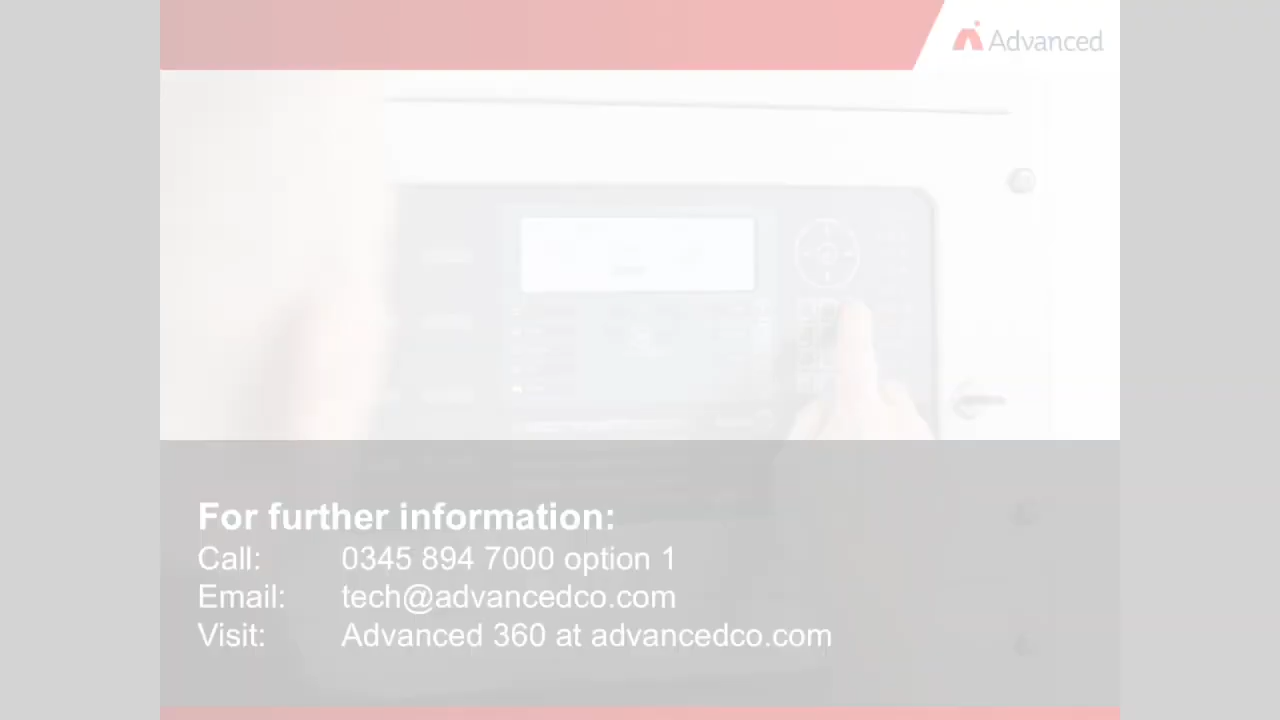 Advanced
For further information:
Call: 0345 894 7000 option 1
Email: tech@advancedco.com
Visit: Advanced 360 at advancedco.com